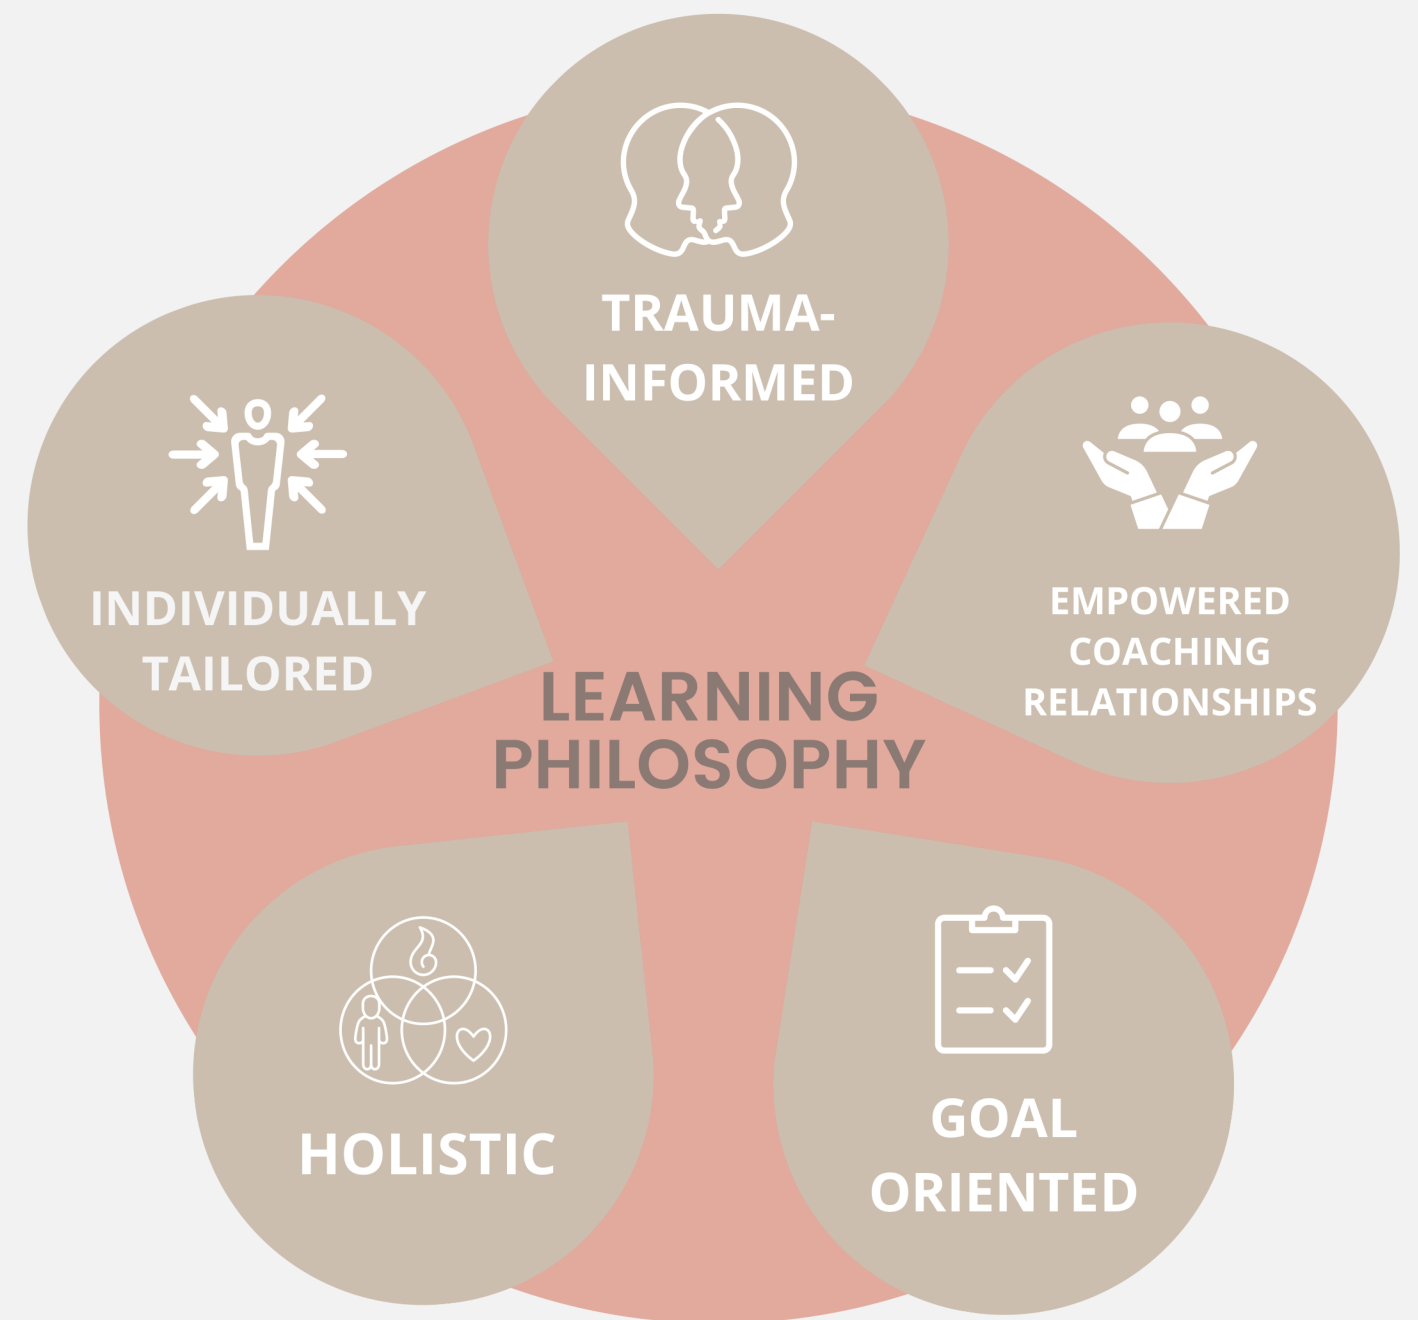 TRAUMA-
INFORMED
EMPOWERED
COACHING
RELATIONSHIPS
INDIVIDUALLY
TAILORED
LEARNING
PHILOSOPHY
HOLISTIC
GOAL
ORIENTED